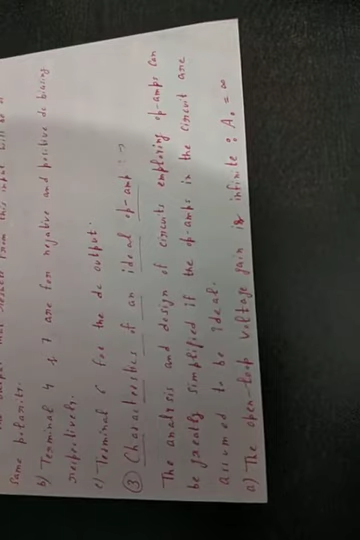 same polarity.
b) Terminal 4 & 7 are for negative and positive dc biasing
respectively.
c) Terminal 6 for the dc output.
③ Characteristics of an ideal op-amp : →
The analysis and design of circuits employing op-amps can
be greatly simplified if the op-amps in the circuit are
assumed to be ideal.
a) The open-loop voltage gain is infinite : A₀ = ∞